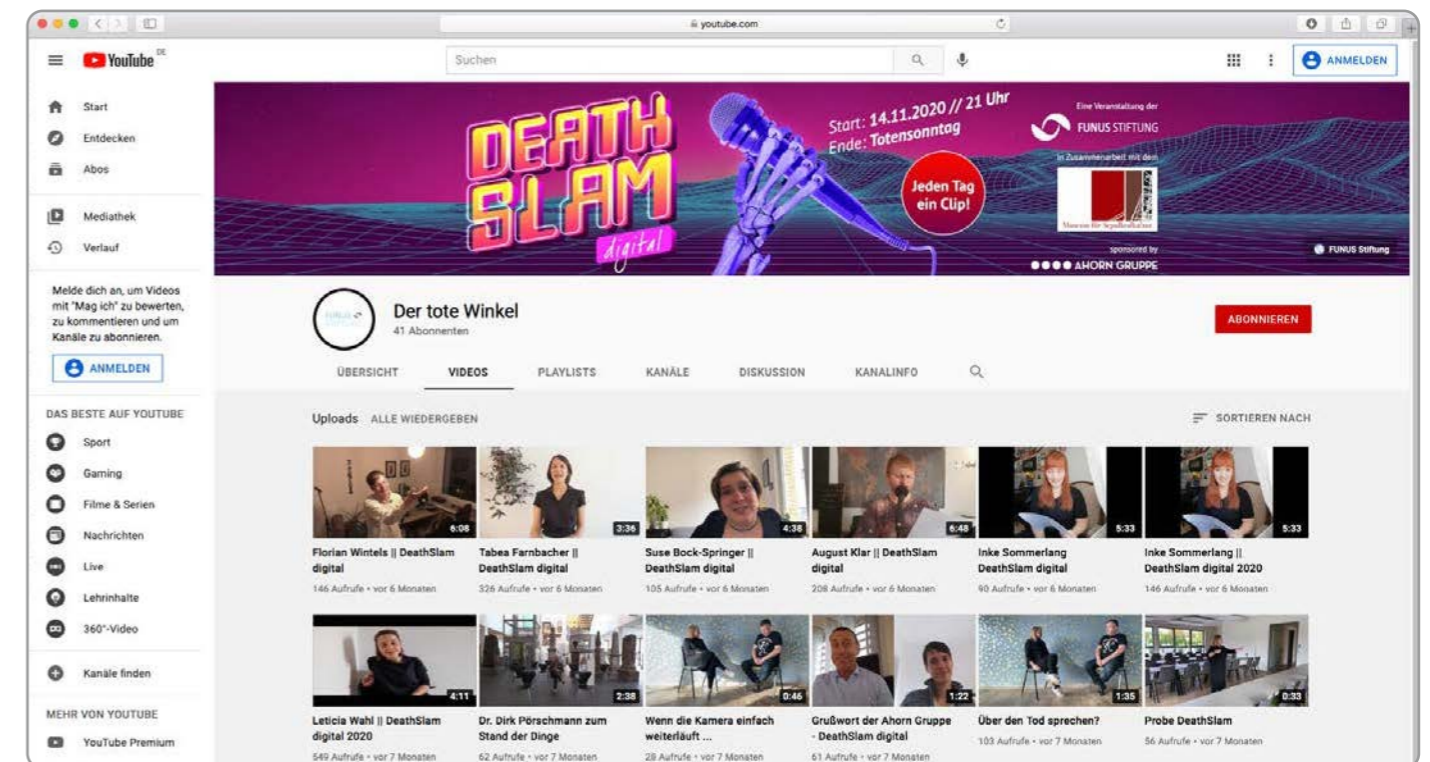 youtube.com
YouTube DE
Suchen
ANMELDEN
Start
Entdecken
Abos
Mediathek
Verlauf
Melde dich an, um Videos
mit "Mag ich" zu bewerten,
zu kommentieren und um
Kanäle zu abonnieren.
ANMELDEN
DAS BESTE AUF YOUTUBE
Sport
Gaming
Filme & Serien
Nachrichten
Live
Lehrinhalte
360°-Video
Kanäle finden
MEHR VON YOUTUBE
YouTube Premium
DEATH
SLAM
digital
Start: 14.11.2020 // 21 Uhr
Ende: Totensonntag
Jeden Tag
ein Clip!
Eine Veranstaltung der
FUNUS STIFTUNG
in Zusammenarbeit mit dem
Museum für Sepulkralkultur
sponsored by
AHORN GRUPPE
FUNUS Stiftung
FUNUS
Der tote Winkel
41 Abonnenten
ABONNIEREN
ÜBERSICHT VIDEOS PLAYLISTS KANÄLE DISKUSSION KANALINFO
Uploads ALLE WIEDERGEBEN
SORTIEREN NACH
6:08 3:36 4:38 6:48 5:33 5:33
Florian Wintels || DeathSlam
digital
146 Aufrufe • vor 6 Monaten
Tabea Farnbacher ||
DeathSlam digital
326 Aufrufe • vor 6 Monaten
Suse Bock-Springer ||
DeathSlam digital
105 Aufrufe • vor 6 Monaten
August Klar || DeathSlam
digital
208 Aufrufe • vor 6 Monaten
Inke Sommerlang
DeathSlam digital
90 Aufrufe • vor 6 Monaten
Inke Sommerlang ||
DeathSlam digital 2020
146 Aufrufe • vor 6 Monaten
4:11 2:38 0:46 1:22 1:35 0:33
Leticia Wahl || DeathSlam
digital 2020
549 Aufrufe • vor 7 Monaten
Dr. Dirk Pörschmann zum
Stand der Dinge
62 Aufrufe • vor 7 Monaten
Wenn die Kamera einfach
weiterläuft ...
28 Aufrufe • vor 7 Monaten
Grußwort der Ahorn Gruppe
- DeathSlam digital
61 Aufrufe • vor 7 Monaten
Über den Tod sprechen?
103 Aufrufe • vor 7 Monaten
Probe DeathSlam
56 Aufrufe • vor 7 Monaten